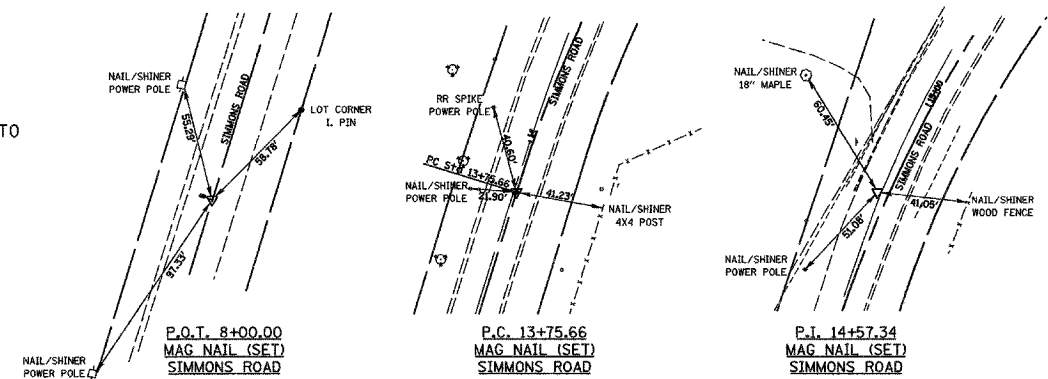 TO
NAIL/SHINER
POWER POLE
55.29'
SIMMONS ROAD
LOT CORNER
I. PIN
58.78'
97.33'
NAIL/SHINER
POWER POLE
P.O.T. 8+00.00
MAG NAIL (SET)
SIMMONS ROAD
RR SPIKE
POWER POLE
SIMMONS ROAD
40.60'
14
PC Sta 13+75.66
NAIL/SHINER
POWER POLE
21.90'
41.23'
NAIL/SHINER
4X4 POST
P.C. 13+75.66
MAG NAIL (SET)
SIMMONS ROAD
NAIL/SHINER
18" MAPLE
60.45'
SIMMONS ROAD
NAIL/SHINER
WOOD FENCE
41.05'
51.08'
NAIL/SHINER
POWER POLE
P.I. 14+57.34
MAG NAIL (SET)
SIMMONS ROAD